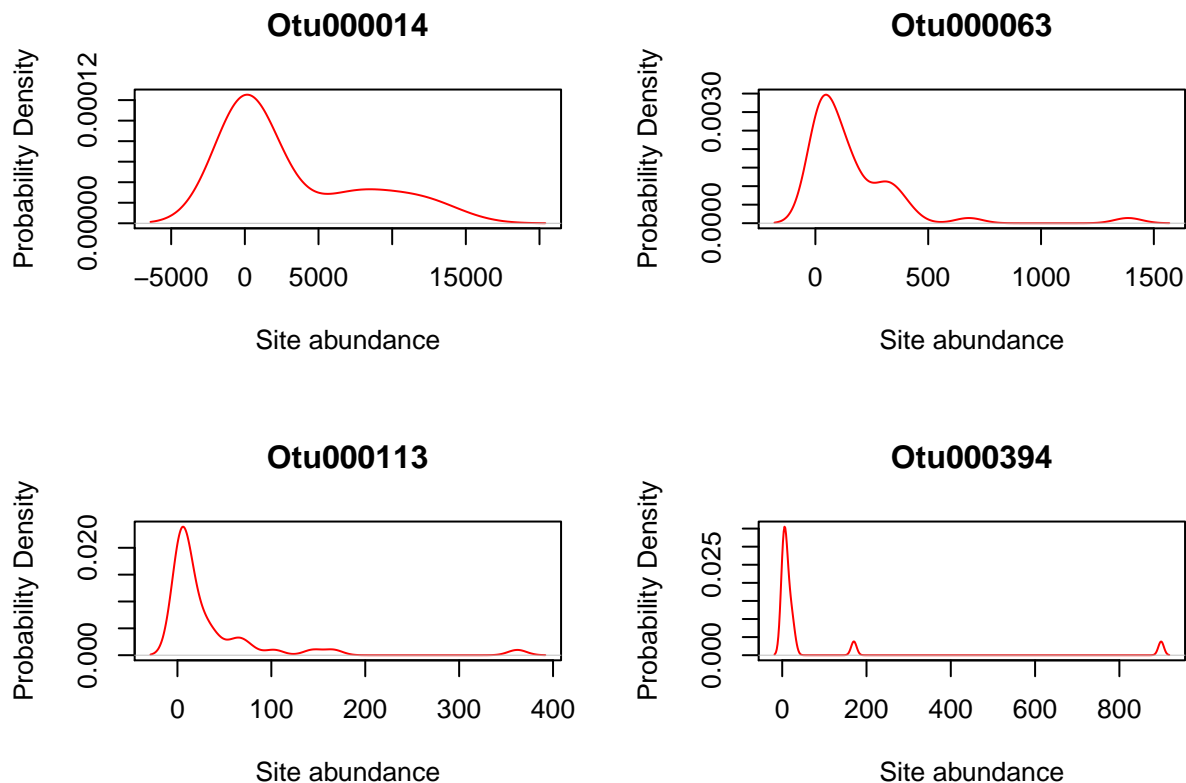 Otu000014
Probability Density
0.00000
0.00012
−5000 0 5000 15000
Site abundance
Otu000063
Probability Density
0.0000
0.0030
0 500 1000 1500
Site abundance
Otu000113
Probability Density
0.000
0.020
0 100 200 300 400
Site abundance
Otu000394
Probability Density
0.000
0.025
0 200 400 600 800
Site abundance